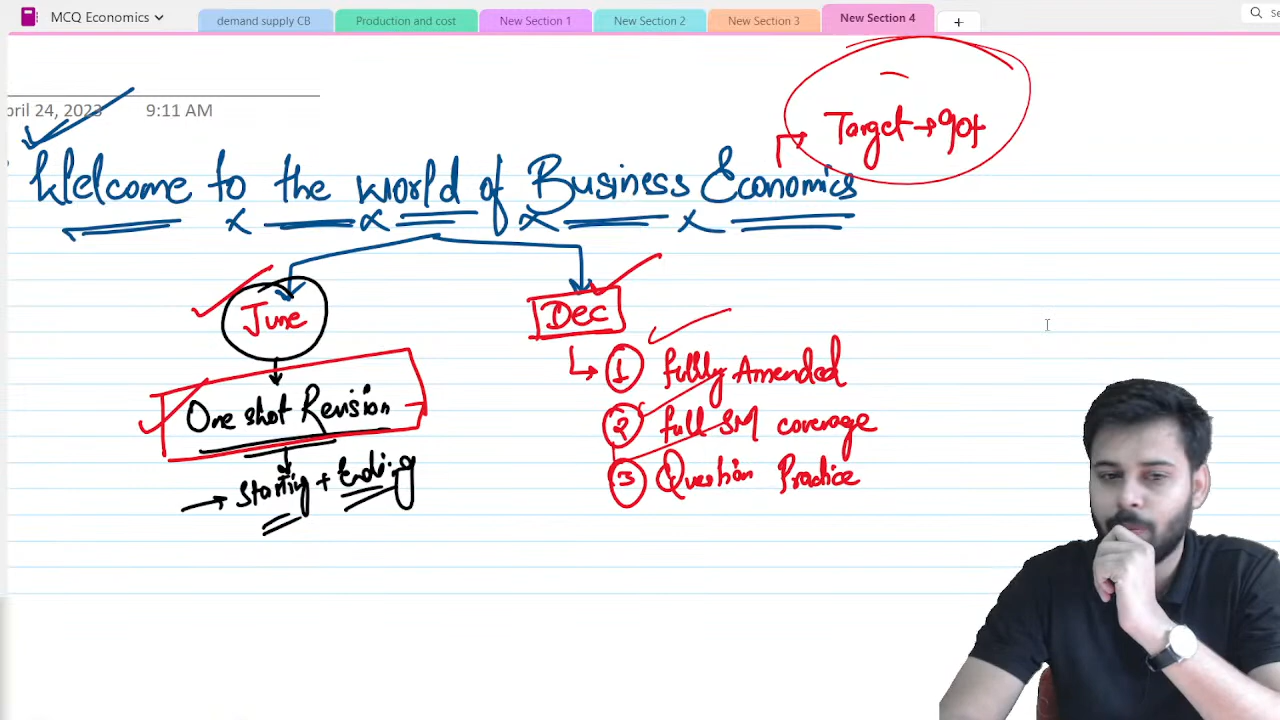 MCQ Economics
demand supply CB
Production and cost
New Section 1
New Section 2
New Section 3
New Section 4
+
Se
pril 24, 2023 9:11 AM
Target → 90+
Welcome to the world of Business Economics
June
Dec
One shot Revision
→ Starting + Ending
1 fully Amended
2 full SM coverage
3 Question Practice